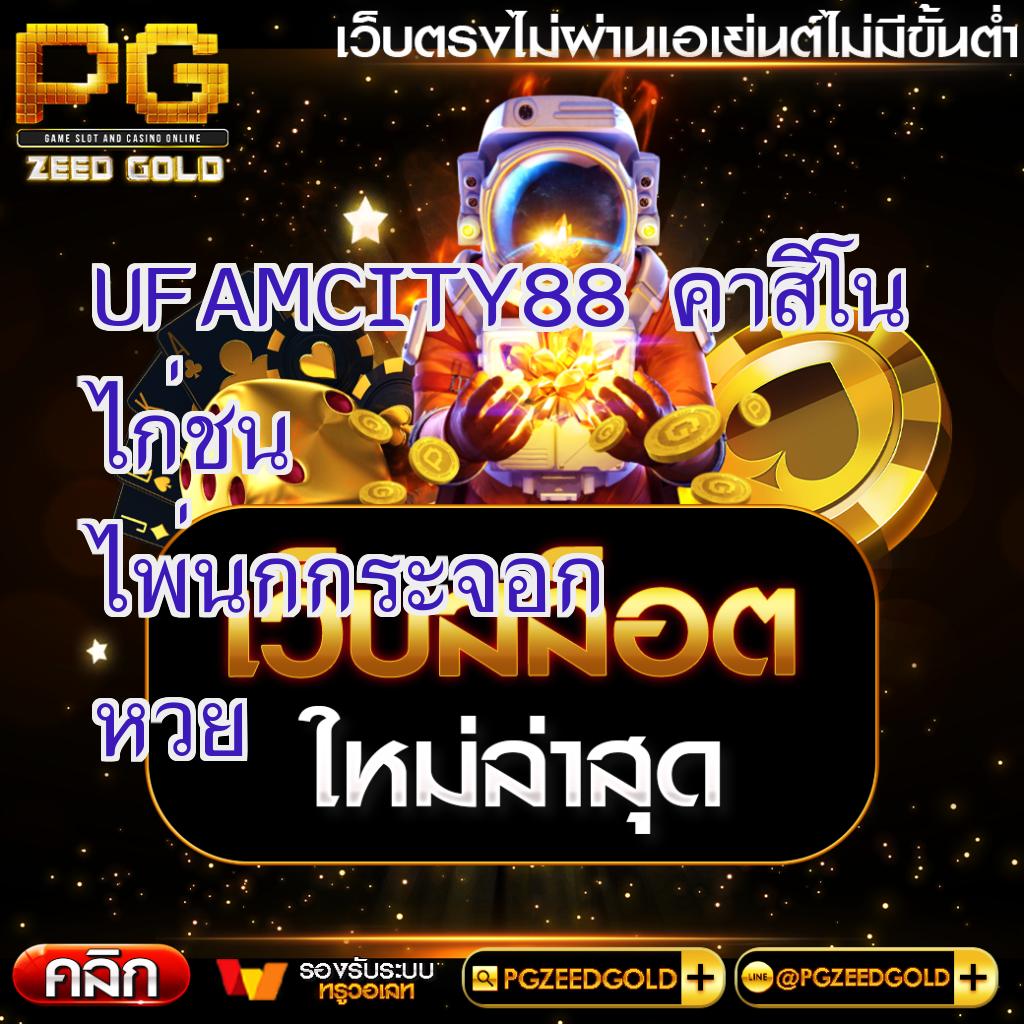 เว็บตรงไม่ผ่านเอเย่นต์ไม่มีขั้นต่ำ
PG
GAME SLOT AND CASINO ONLINE
ZEED GOLD
UFAMCITY88 คาสิโน
ไก่ชน
ไพ่นกกระจอก
เว็บสล็อต
หวย
ใหม่ล่าสุด
คลิก
รองรับระบบ
ทรูวอเลท
PGZEEDGOLD
LINE @PGZEEDGOLD